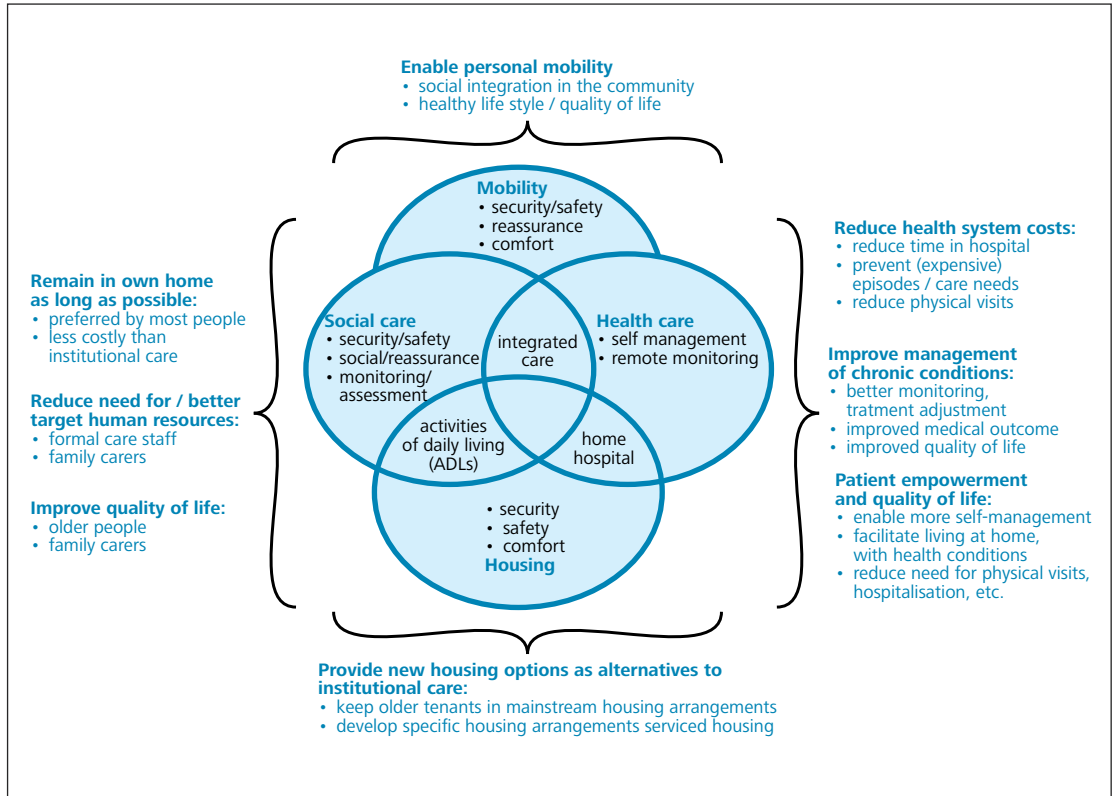 Enable personal mobility
• social integration in the community
• healthy life style / quality of life
Mobility
• security/safety
• reassurance
• comfort
Remain in own home
as long as possible:
• preferred by most people
• less costly than
institutional care
Reduce need for / better
target human resources:
• formal care staff
• family carers
Improve quality of life:
• older people
• family carers
Social care
• security/safety
• social/reassurance
• monitoring/
assessment
integrated
care
Health care
• self management
• remote monitoring
activities
of daily living
(ADLs)
home
hospital
• security
• safety
• comfort
Housing
Reduce health system costs:
• reduce time in hospital
• prevent (expensive)
episodes / care needs
• reduce physical visits
Improve management
of chronic conditions:
• better monitoring,
tratment adjustment
• improved medical outcome
• improved quality of life
Patient empowerment
and quality of life:
• enable more self-management
• facilitate living at home,
with health conditions
• reduce need for physical visits,
hospitalisation, etc.
Provide new housing options as alternatives to
institutional care:
• keep older tenants in mainstream housing arrangements
• develop specific housing arrangements serviced housing